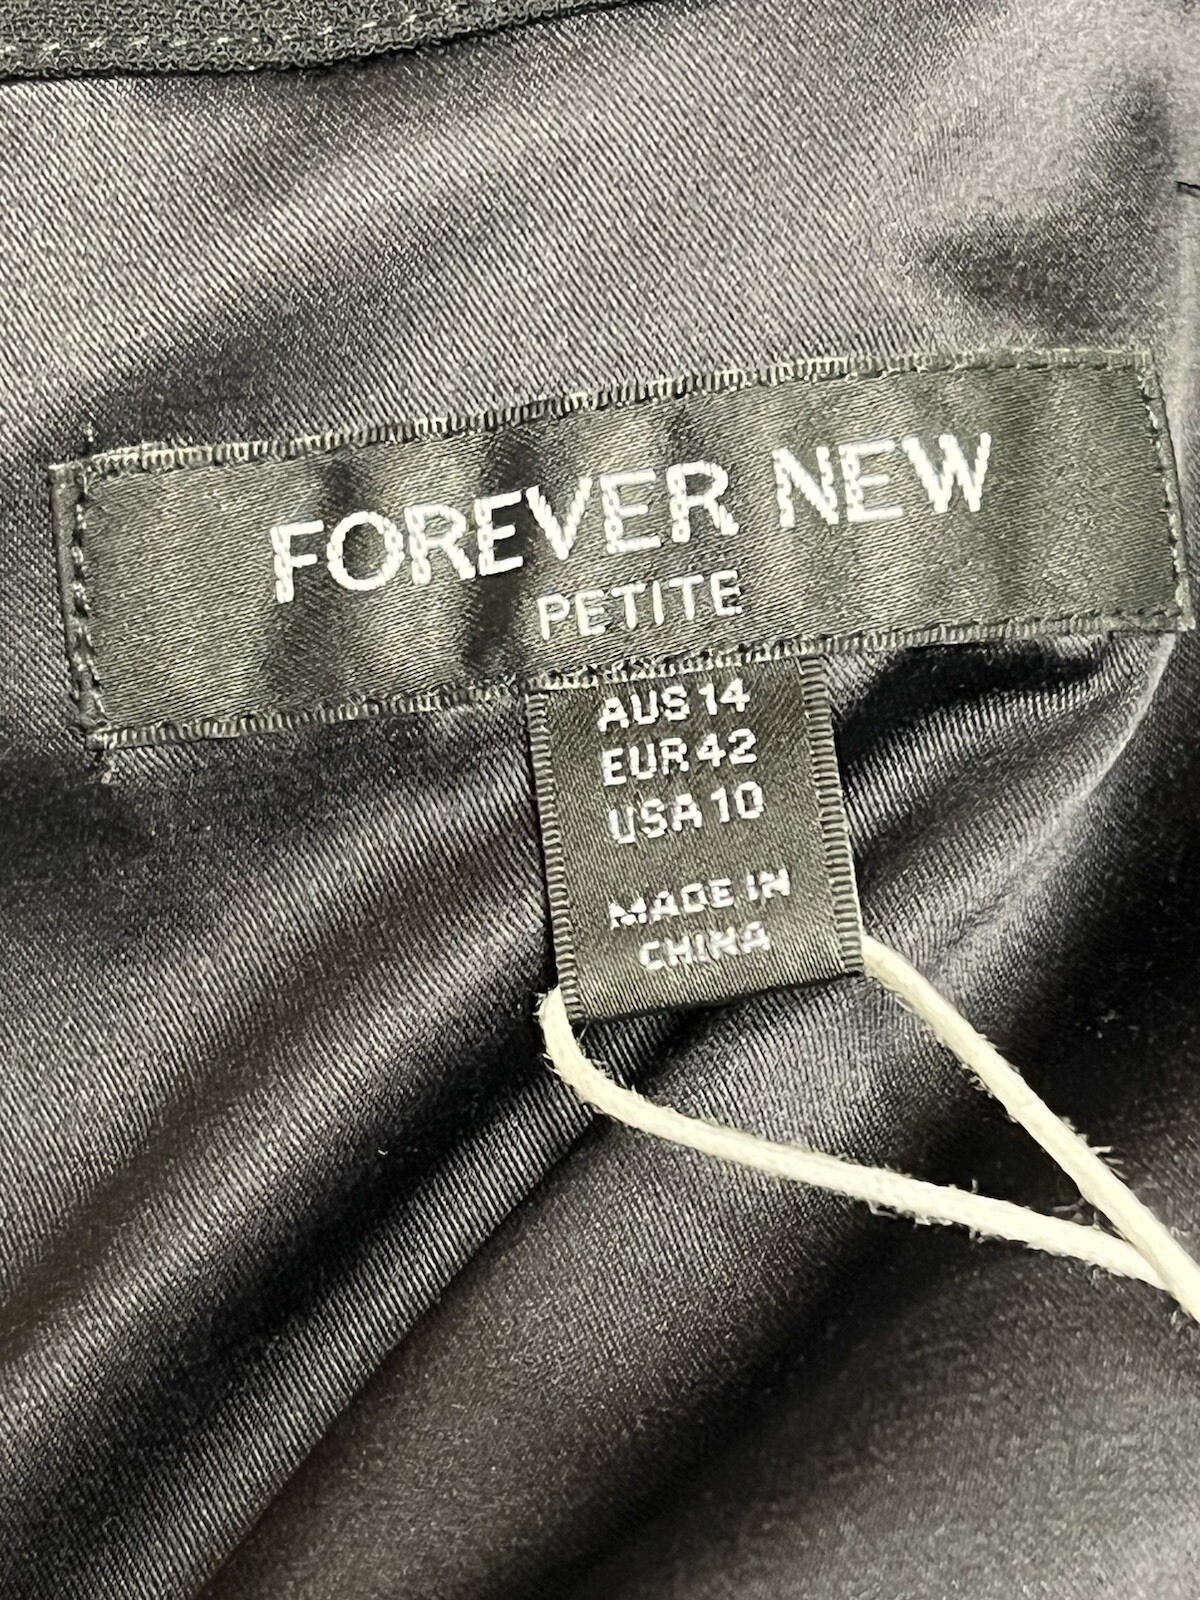 FOREVER NEW
PETITE
AUS 14
EUR 42
USA 10
MADE IN
CHINA